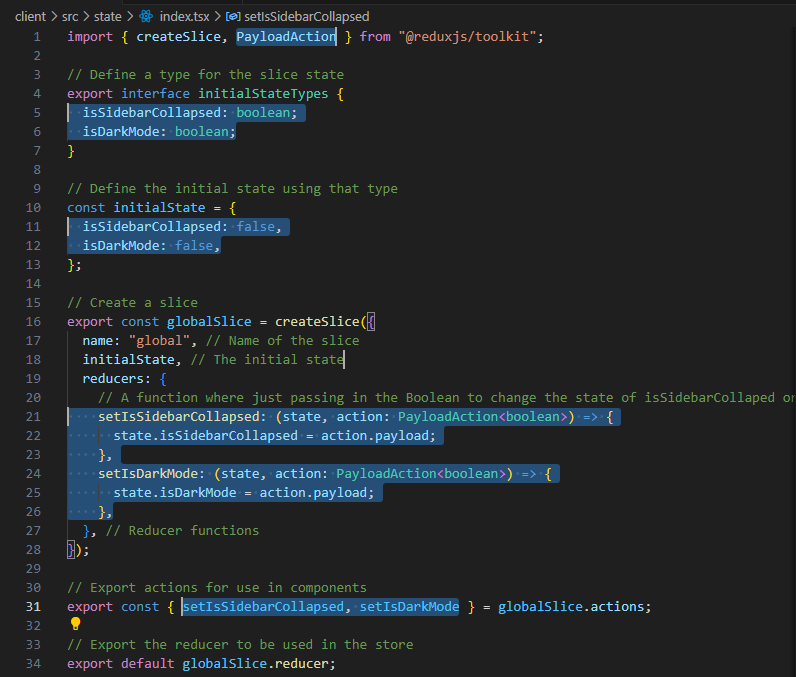 client > src > state > index.tsx > setIsSidebarCollapsed
1 import { createSlice, PayloadAction } from "@reduxjs/toolkit";
2
3 // Define a type for the slice state
4 export interface initialStateTypes {
5   isSidebarCollapsed: boolean;
6   isDarkMode: boolean;
7 }
8
9 // Define the initial state using that type
10 const initialState = {
11   isSidebarCollapsed: false,
12   isDarkMode: false,
13 };
14
15 // Create a slice
16 export const globalSlice = createSlice({
17   name: "global", // Name of the slice
18   initialState, // The initial state
19   reducers: {
20     // A function where just passing in the Boolean to change the state of isSidebarCollaped or
21     setIsSidebarCollapsed: (state, action: PayloadAction<boolean>) => {
22       state.isSidebarCollapsed = action.payload;
23     },
24     setIsDarkMode: (state, action: PayloadAction<boolean>) => {
25       state.isDarkMode = action.payload;
26     },
27   }, // Reducer functions
28 });
29
30 // Export actions for use in components
31 export const { setIsSidebarCollapsed, setIsDarkMode } = globalSlice.actions;
32
33 // Export the reducer to be used in the store
34 export default globalSlice.reducer;